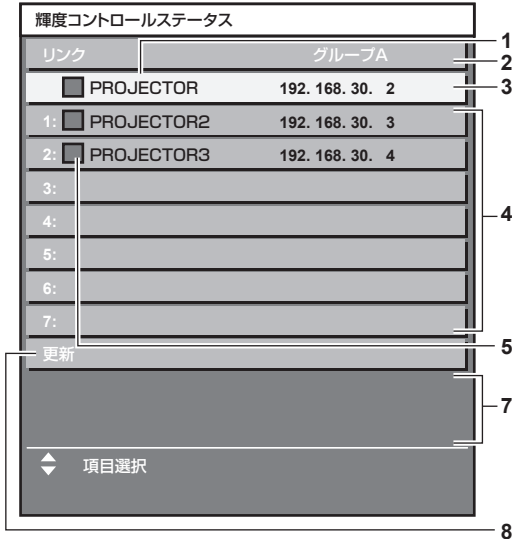 輝度コントロールステータス
リンク グループA
PROJECTOR 192. 168. 30. 2
1: PROJECTOR2 192. 168. 30. 3
2: PROJECTOR3 192. 168. 30. 4
3:
4:
5:
6:
7:
更新
項目選択
1
2
3
4
5
7
8